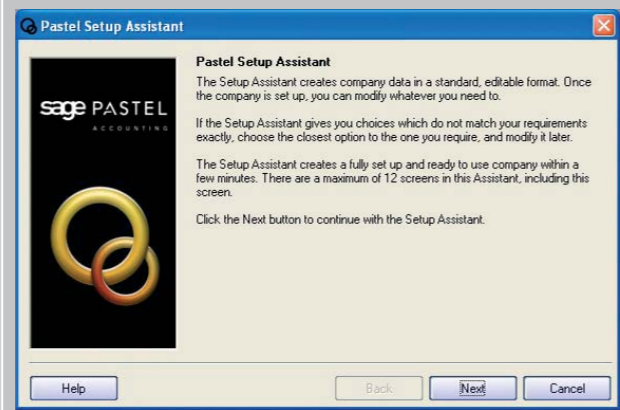 Pastel Setup Assistant
Pastel Setup Assistant
The Setup Assistant creates company data in a standard, editable format. Once
the company is set up, you can modify whatever you need to.
If the Setup Assistant gives you choices which do not match your requirements
exactly, choose the closest option to the one you require, and modify it later.
The Setup Assistant creates a fully set up and ready to use company within a
few minutes. There are a maximum of 12 screens in this Assistant, including this
screen.
Click the Next button to continue with the Setup Assistant.
sage PASTEL
ACCOUNTING
Help
Back
Next
Cancel